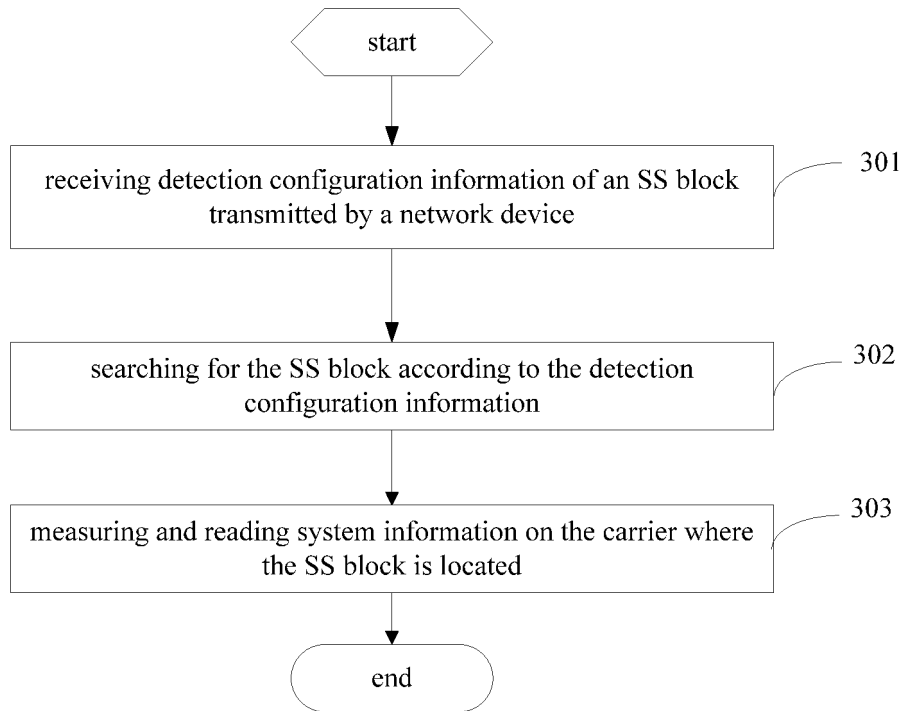 start
receiving detection configuration information of an SS block
transmitted by a network device
301
searching for the SS block according to the detection
configuration information
302
measuring and reading system information on the carrier where
the SS block is located
303
end